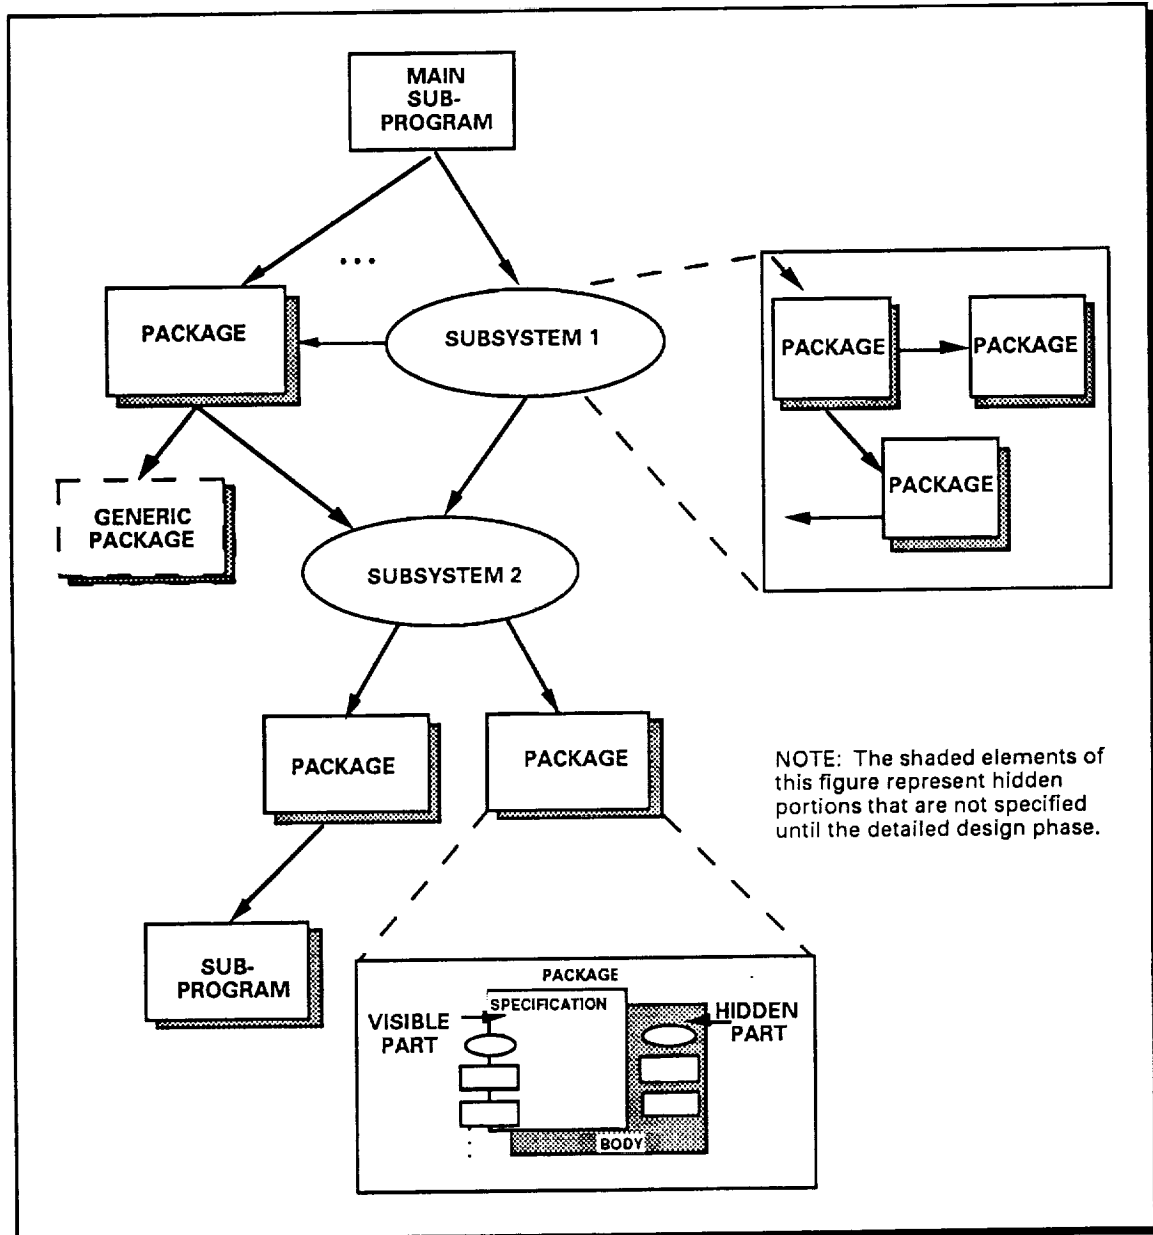 MAIN
SUB-
PROGRAM
...
PACKAGE
SUBSYSTEM 1
PACKAGE
PACKAGE
PACKAGE
GENERIC
PACKAGE
SUBSYSTEM 2
PACKAGE
PACKAGE
NOTE: The shaded elements of
this figure represent hidden
portions that are not specified
until the detailed design phase.
SUB-
PROGRAM
PACKAGE
SPECIFICATION
VISIBLE
PART
HIDDEN
PART
BODY